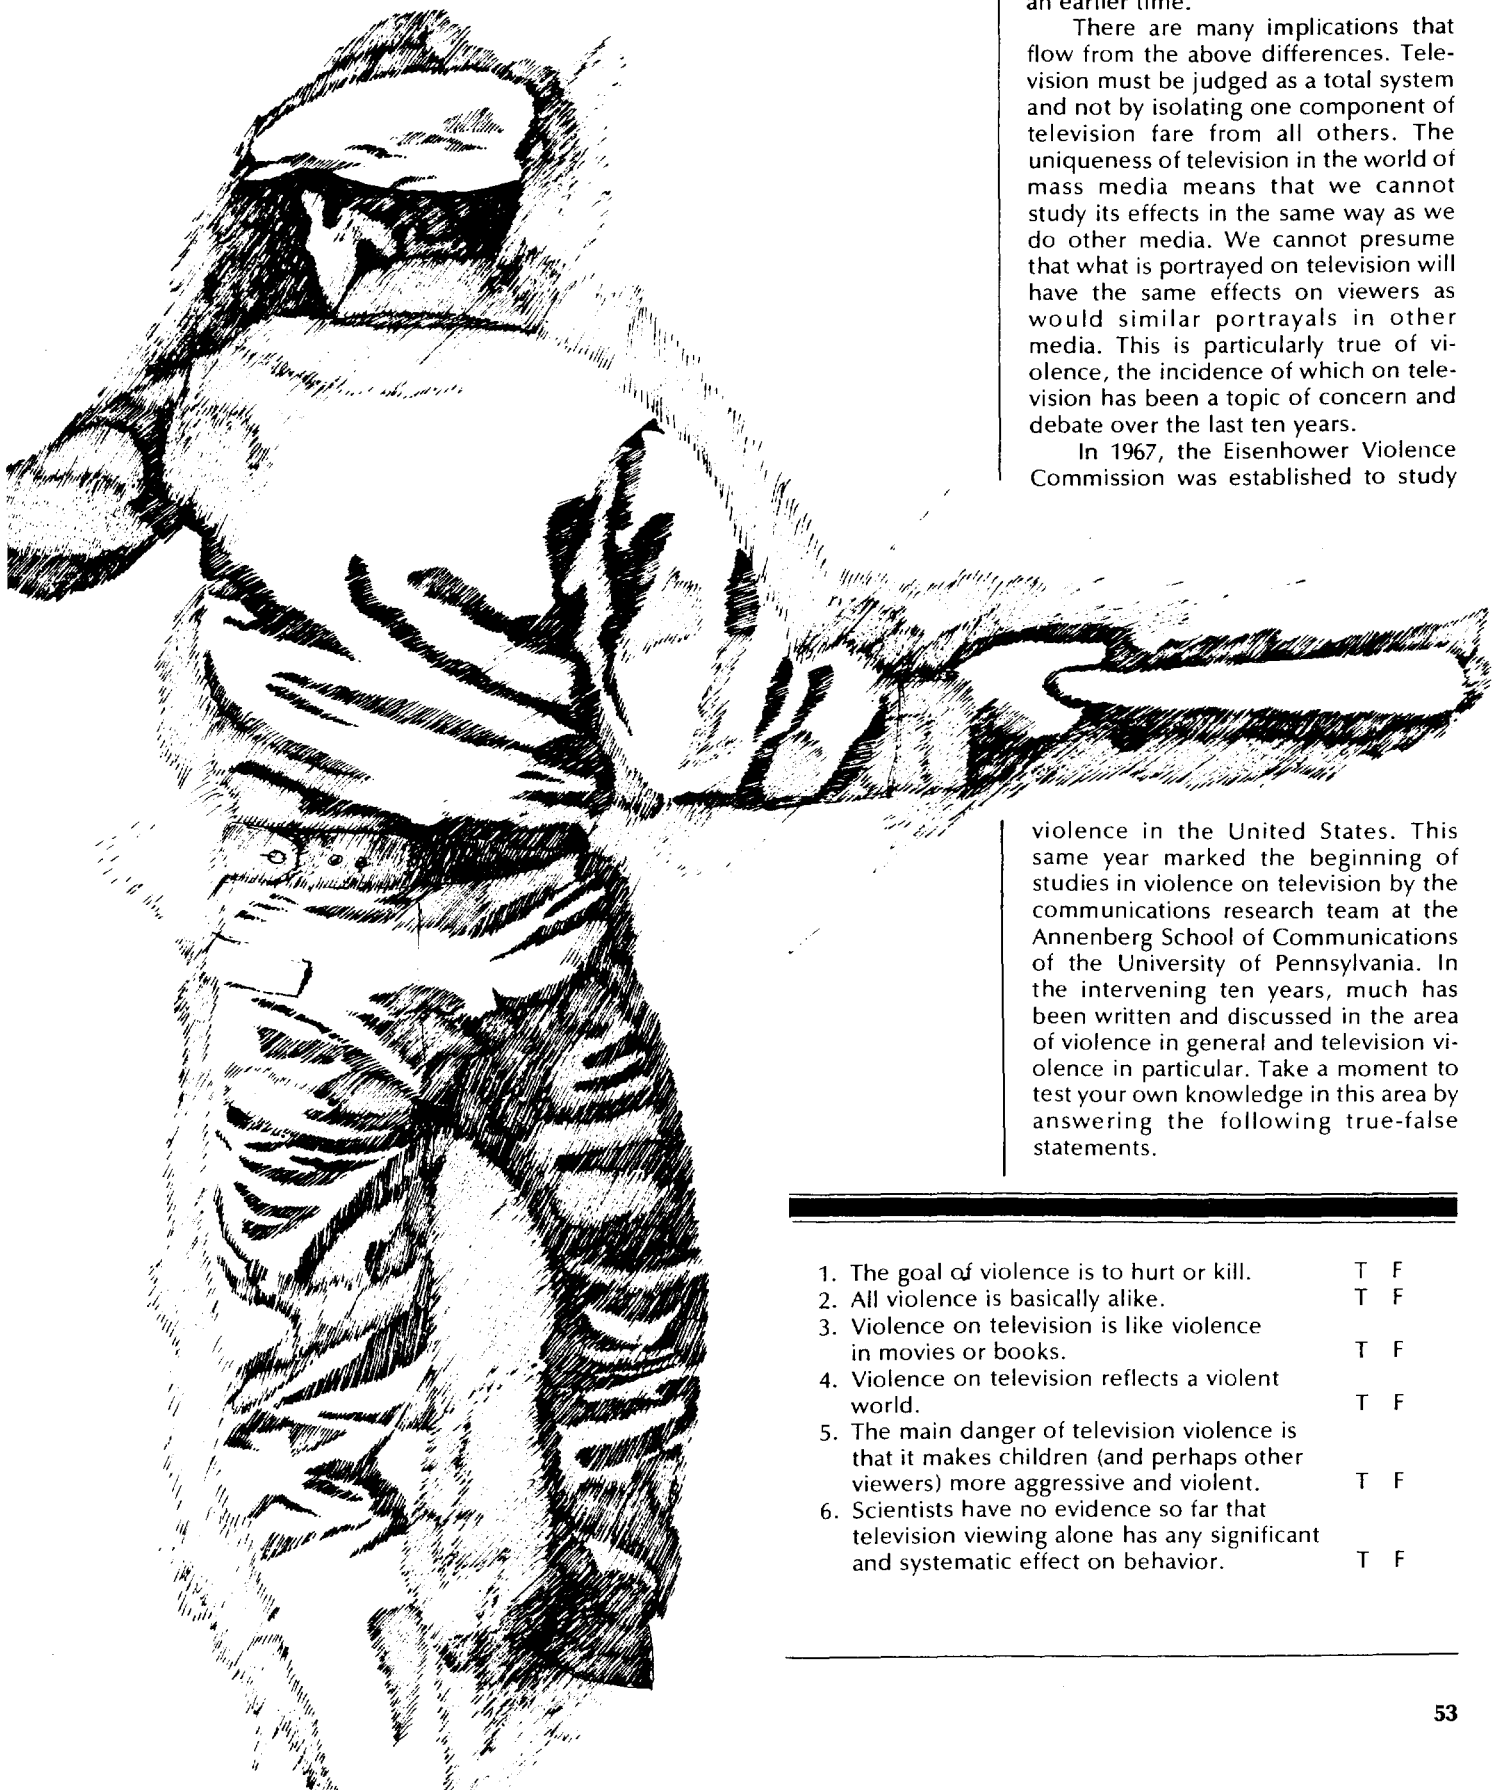 an earlier time.
There are many implications that
flow from the above differences. Tele-
vision must be judged as a total system
and not by isolating one component of
television fare from all others. The
uniqueness of television in the world of
mass media means that we cannot
study its effects in the same way as we
do other media. We cannot presume
that what is portrayed on television will
have the same effects on viewers as
would similar portrayals in other
media. This is particularly true of vi-
olence, the incidence of which on tele-
vision has been a topic of concern and
debate over the last ten years.
In 1967, the Eisenhower Violence
Commission was established to study
violence in the United States. This
same year marked the beginning of
studies in violence on television by the
communications research team at the
Annenberg School of Communications
of the University of Pennsylvania. In
the intervening ten years, much has
been written and discussed in the area
of violence in general and television vi-
olence in particular. Take a moment to
test your own knowledge in this area by
answering the following true-false
statements.
1. The goal of violence is to hurt or kill. T F
2. All violence is basically alike. T F
3. Violence on television is like violence
in movies or books. T F
4. Violence on television reflects a violent
world. T F
5. The main danger of television violence is
that it makes children (and perhaps other
viewers) more aggressive and violent. T F
6. Scientists have no evidence so far that
television viewing alone has any significant
and systematic effect on behavior. T F
53